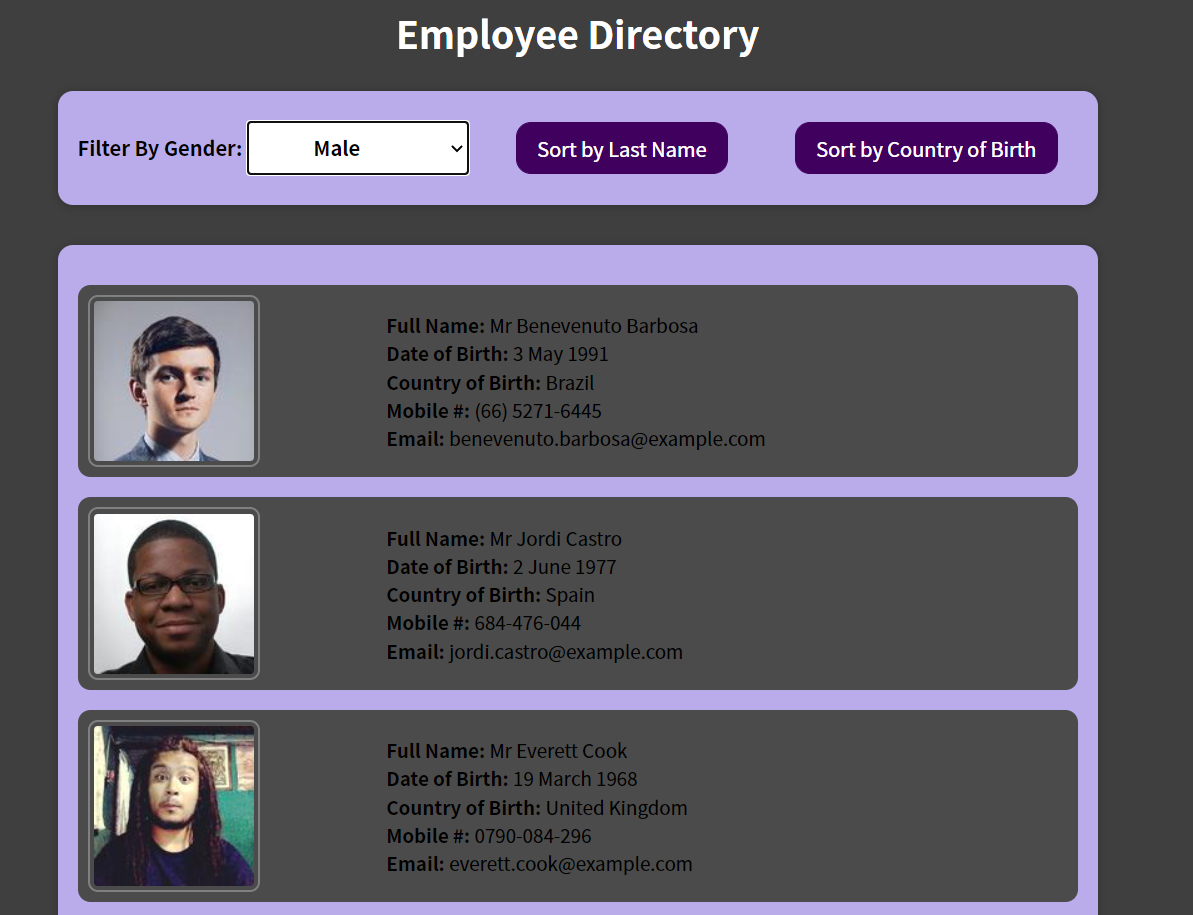 Employee Directory
Filter By Gender: Male Sort by Last Name Sort by Country of Birth
Full Name: Mr Benevenuto Barbosa
Date of Birth: 3 May 1991
Country of Birth: Brazil
Mobile #: (66) 5271-6445
Email: benevenuto.barbosa@example.com
Full Name: Mr Jordi Castro
Date of Birth: 2 June 1977
Country of Birth: Spain
Mobile #: 684-476-044
Email: jordi.castro@example.com
Full Name: Mr Everett Cook
Date of Birth: 19 March 1968
Country of Birth: United Kingdom
Mobile #: 0790-084-296
Email: everett.cook@example.com